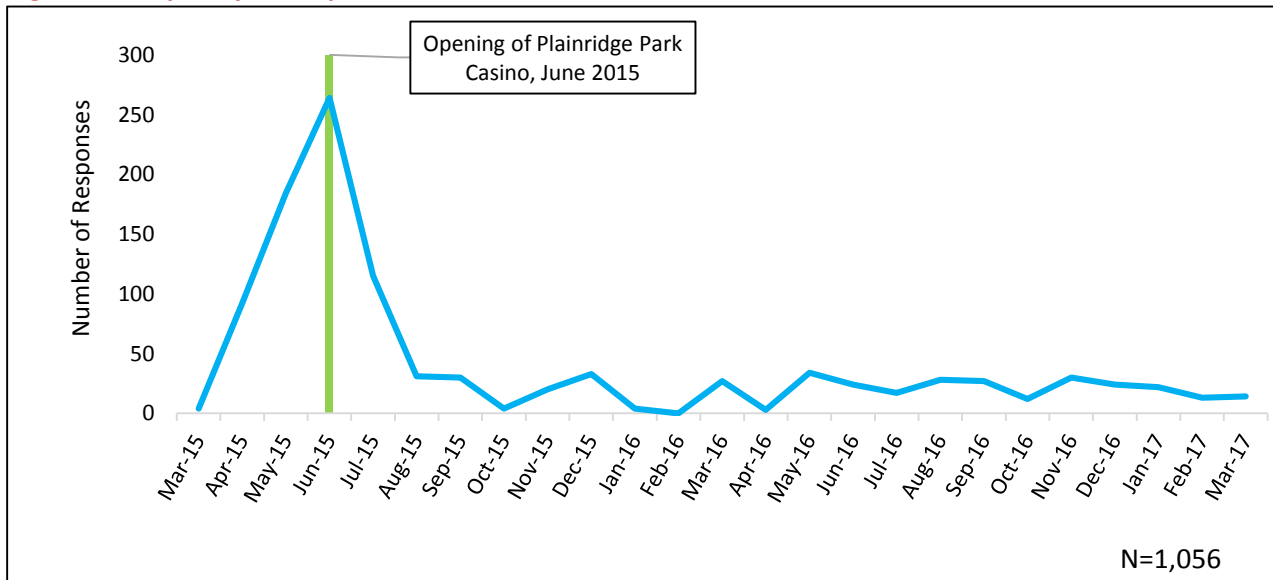 Opening of Plainridge Park
Casino, June 2015
Number of Responses
300
250
200
150
100
50
0
Mar-15
Apr-15
May-15
Jun-15
Jul-15
Aug-15
Sep-15
Oct-15
Nov-15
Dec-15
Jan-16
Feb-16
Mar-16
Apr-16
May-16
Jun-16
Jul-16
Aug-16
Sep-16
Oct-16
Nov-16
Dec-16
Jan-17
Feb-17
Mar-17
N=1,056